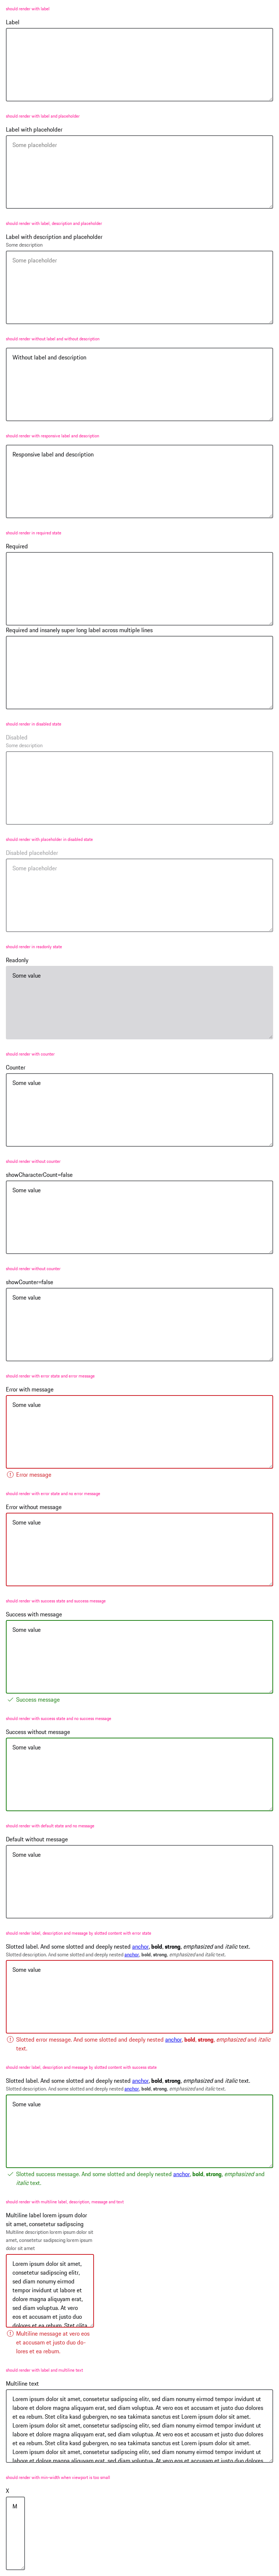 should render with label
Label
should render with label and placeholder
Label with placeholder
Some placeholder
should render with label, description and placeholder
Label with description and placeholder
Some description
Some placeholder
should render without label and without description
Without label and description
should render with responsive label and description
Responsive label and description
should render in required state
Required
Required and insanely super long label across multiple lines
should render in disabled state
Disabled
Some description
should render with placeholder in disabled state
Disabled placeholder
Some placeholder
should render in readonly state
Readonly
Some value
should render with counter
Counter
Some value
should render without counter
showCharacterCount=false
Some value
should render without counter
showCounter=false
Some value
should render with error state and error message
Error with message
Some value
Error message
should render with error state and no error message
Error without message
Some value
should render with success state and success message
Success with message
Some value
Success message
should render with success state and no success message
Success without message
Some value
should render with default state and no message
Default without message
Some value
should render label, description and message by slotted content with error state
Slotted label. And some slotted and deeply nested anchor, bold, strong, emphasized and italic text.
Slotted description. And some slotted and deeply nested anchor, bold, strong, emphasized and italic text.
Some value
Slotted error message. And some slotted and deeply nested anchor, bold, strong, emphasized and italic
text.
should render label, description and message by slotted content with success state
Slotted label. And some slotted and deeply nested anchor, bold, strong, emphasized and italic text.
Slotted description. And some slotted and deeply nested anchor, bold, strong, emphasized and italic text.
Some value
Slotted success message. And some slotted and deeply nested anchor, bold, strong, emphasized and
italic text.
should render with multiline label, description, message and text
Multiline label lorem ipsum dolor
sit amet, consetetur sadipscing
Multiline description lorem ipsum dolor sit
amet, consetetur sadipscing lorem ipsum
dolor sit amet
Lorem ipsum dolor sit amet,
consetetur sadipscing elitr,
sed diam nonumy eirmod
tempor invidunt ut labore et
dolore magna aliquyam erat,
sed diam voluptua. At vero
eos et accusam et justo duo
dolores et ea rebum. Stet clita
Multiline message at vero eos
et accusam et justo duo do-
lores et ea rebum.
should render with label and multiline text
Multiline text
Lorem ipsum dolor sit amet, consetetur sadipscing elitr, sed diam nonumy eirmod tempor invidunt ut
labore et dolore magna aliquyam erat, sed diam voluptua. At vero eos et accusam et justo duo dolores
et ea rebum. Stet clita kasd gubergren, no sea takimata sanctus est Lorem ipsum dolor sit amet.
Lorem ipsum dolor sit amet, consetetur sadipscing elitr, sed diam nonumy eirmod tempor invidunt ut
labore et dolore magna aliquyam erat, sed diam voluptua. At vero eos et accusam et justo duo dolores
et ea rebum. Stet clita kasd gubergren, no sea takimata sanctus est Lorem ipsum dolor sit amet.
Lorem ipsum dolor sit amet, consetetur sadipscing elitr, sed diam nonumy eirmod tempor invidunt ut
labore et dolore magna aliquyam erat, sed diam voluptua. At vero eos et accusam et justo duo dolores
should render with min-width when viewport is too small
X
M